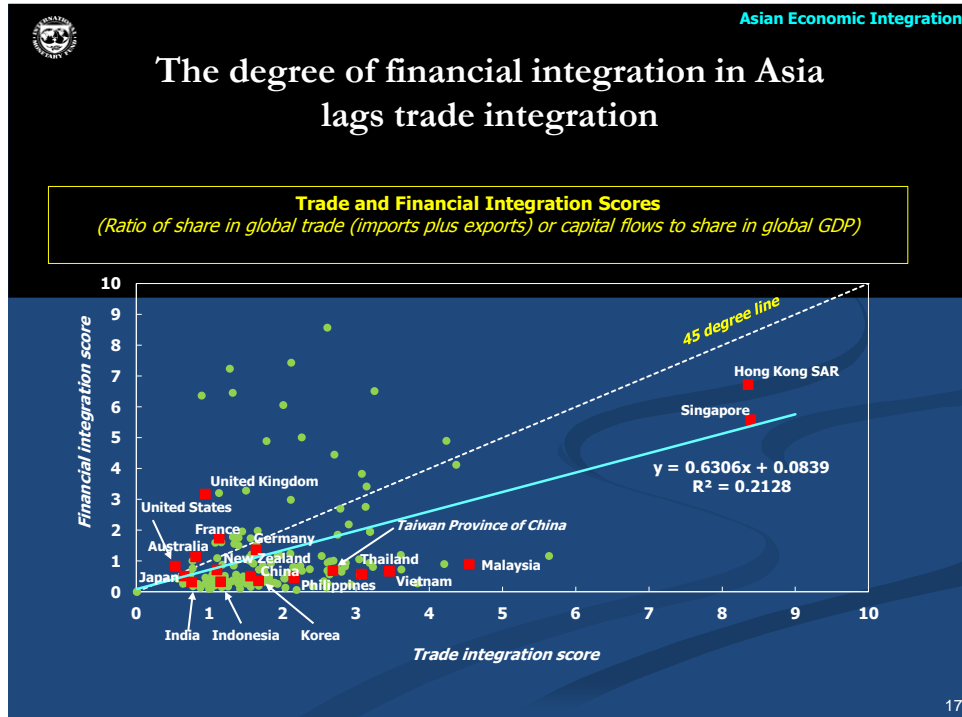 Asian Economic Integration
INTERNATIONAL
MONETARY FUND
The degree of financial integration in Asia
lags trade integration
Trade and Financial Integration Scores
(Ratio of share in global trade (imports plus exports) or capital flows to share in global GDP)
10
9
8
7
6
5
4
3
2
1
0
Financial integration score
45 degree line
Hong Kong SAR
Singapore
y = 0.6306x + 0.0839
R² = 0.2128
United Kingdom
United States
France
Germany
Taiwan Province of China
Australia
New Zealand
Thailand
Malaysia
Japan
China
Philippines
Vietnam
0 1 2 3 4 5 6 7 8 9 10
India
Indonesia
Korea
Trade integration score
17